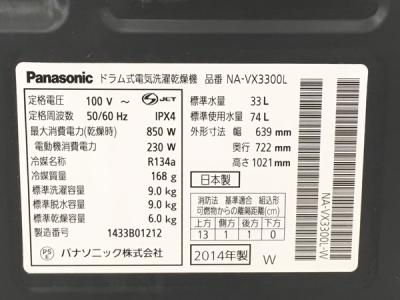 Panasonic ドラム式電気洗濯乾燥機 品番 NA-VX3300L
定格電圧 100 V ～ S JET
定格周波数 50/60 Hz IPX4
最大消費電力(乾燥時) 850 W
電動機消費電力 230 W
冷媒名称 R134a
冷媒質量 168 g
標準洗濯容量 9.0 kg
標準脱水容量 9.0 kg
標準乾燥容量 6.0 kg
製造番号 1433B01212
PS E パナソニック株式会社
標準水量 33 L
標準使用水量 74 L
外形寸法 幅 639 mm
奥行 722 mm
高さ 1021 mm
日本製
消防法 基準適合 組込形
可燃物からの離隔距離(cm)
上方 側方 後方 下方
13 1 1 0
2014年製 W
NA-VX3300L-W